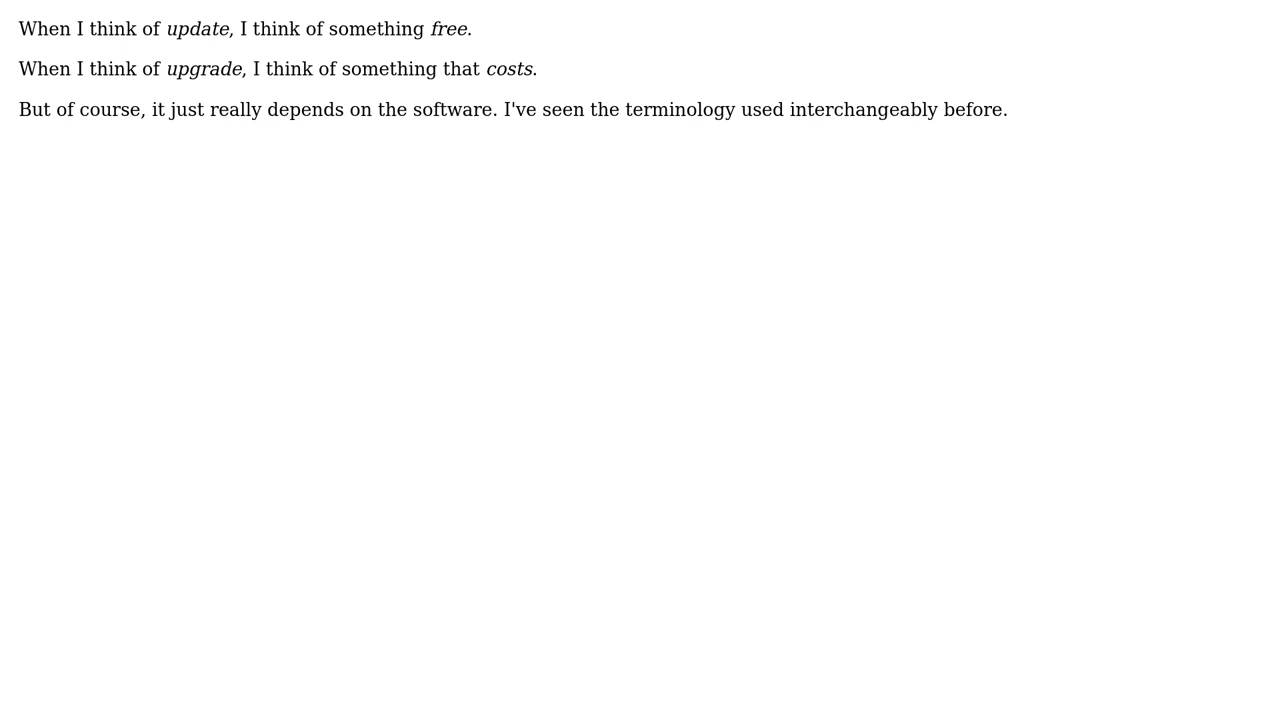 When I think of update, I think of something free.
When I think of upgrade, I think of something that costs.
But of course, it just really depends on the software. I've seen the terminology used interchangeably before.